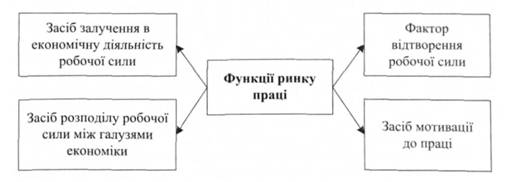 Засіб залучення в
економічну діяльність
робочої сили
Фактор
відтворення
робочої сили
Функції ринку
праці
Засіб розподілу робочої
сили між галузями
економіки
Засіб мотивації
до праці